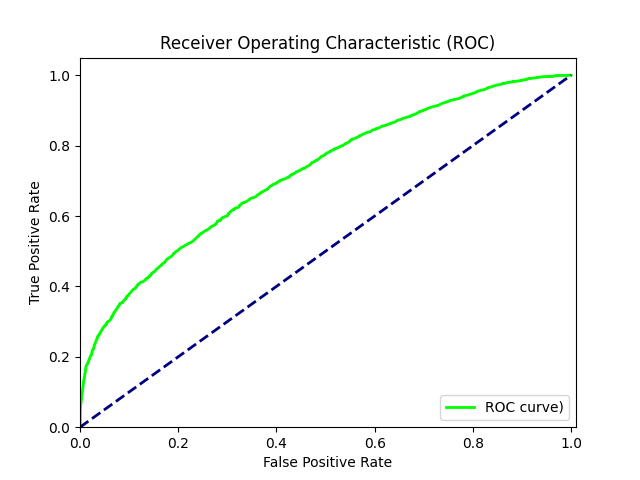 Receiver Operating Characteristic (ROC)
True Positive Rate
1.0
0.8
0.6
0.4
0.2
0.0
0.0 0.2 0.4 0.6 0.8 1.0
False Positive Rate
ROC curve)